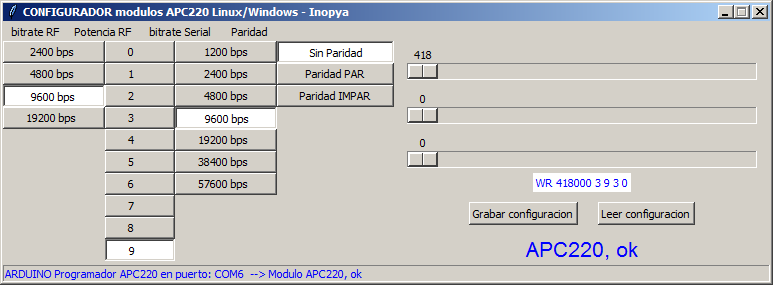 CONFIGURADOR modulos APC220 Linux/Windows - Inopya
bitrate RF Potencia RF bitrate Serial Paridad
2400 bps 0 1200 bps Sin Paridad
4800 bps 1 2400 bps Paridad PAR
9600 bps 2 4800 bps Paridad IMPAR
19200 bps 3 9600 bps
4 19200 bps
5 38400 bps
6 57600 bps
7
8
9
418
0
0
WR 418000 3 9 3 0
Grabar configuracion Leer configuracion
APC220, ok
ARDUINO Programador APC220 en puerto: COM6 --> Modulo APC220, ok